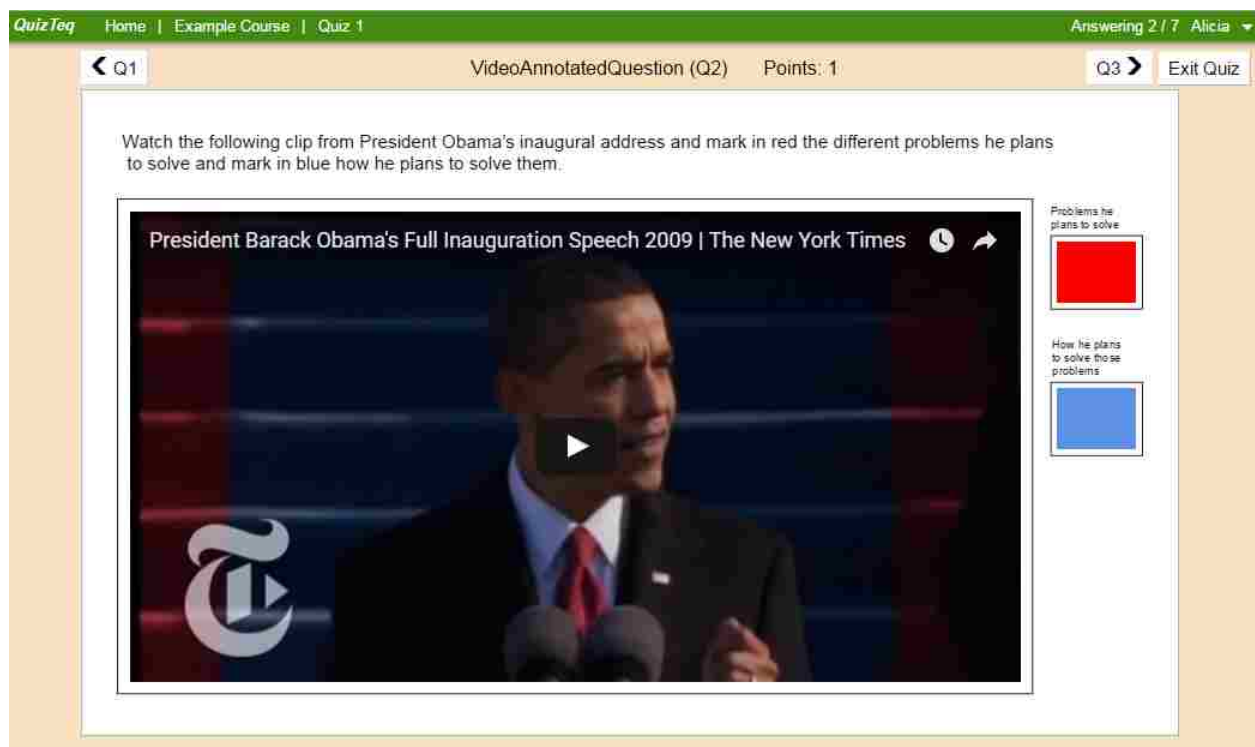 QuizTeq Home | Example Course | Quiz 1 Answering 2 / 7 Alicia
Q1 VideoAnnotatedQuestion (Q2) Points: 1 Q3 Exit Quiz
Watch the following clip from President Obama's inaugural address and mark in red the different problems he plans
to solve and mark in blue how he plans to solve them.
President Barack Obama's Full Inauguration Speech 2009 | The New York Times
Problems he
plans to solve
How he plans
to solve those
problems
T